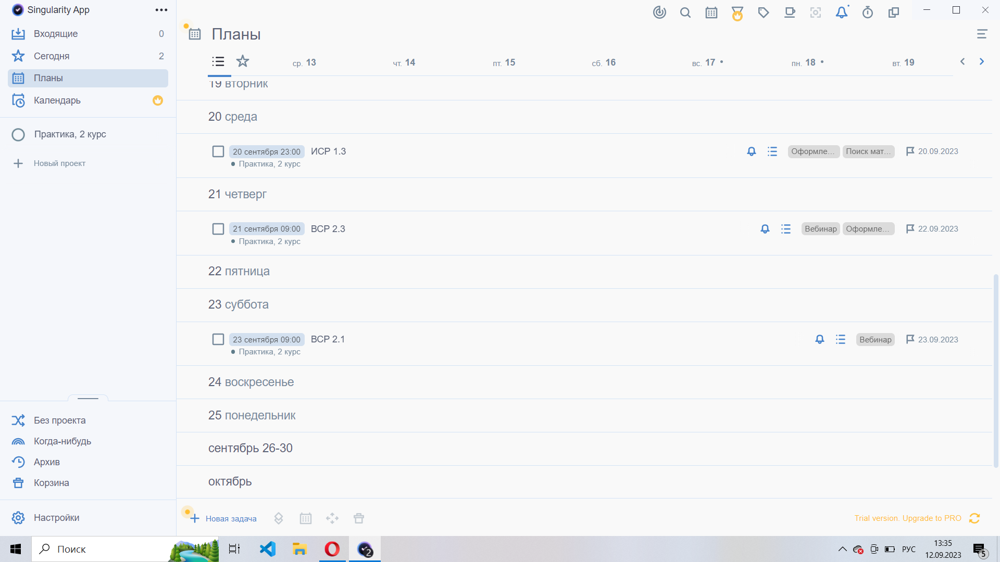 Singularity App
Входящие 0
Сегодня 2
Планы
Календарь
Практика, 2 курс
Новый проект
Без проекта
Когда-нибудь
Архив
Корзина
Настройки
Планы
ср. 13 чт. 14 пт. 15 сб. 16 вс. 17 • пн. 18 • вт. 19
19 вторник
20 среда
20 сентября 23:00 ИСР 1.3 Оформле... Поиск мат... 20.09.2023
• Практика, 2 курс
21 четверг
21 сентября 09:00 ВСР 2.3 Вебинар Оформле... 22.09.2023
• Практика, 2 курс
22 пятница
23 суббота
23 сентября 09:00 ВСР 2.1 Вебинар 23.09.2023
• Практика, 2 курс
24 воскресенье
25 понедельник
сентябрь 26-30
октябрь
Новая задача Trial version. Upgrade to PRO
Поиск 2 РУС 13:35
12.09.2023 5